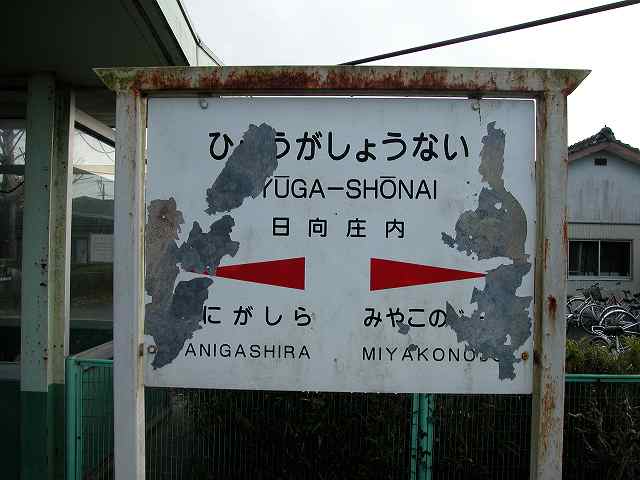 ひゅうがしょうない
YŪGA-SHŌNAI
日向庄内
にがしら みやこの
ANIGASHIRA MIYAKONO